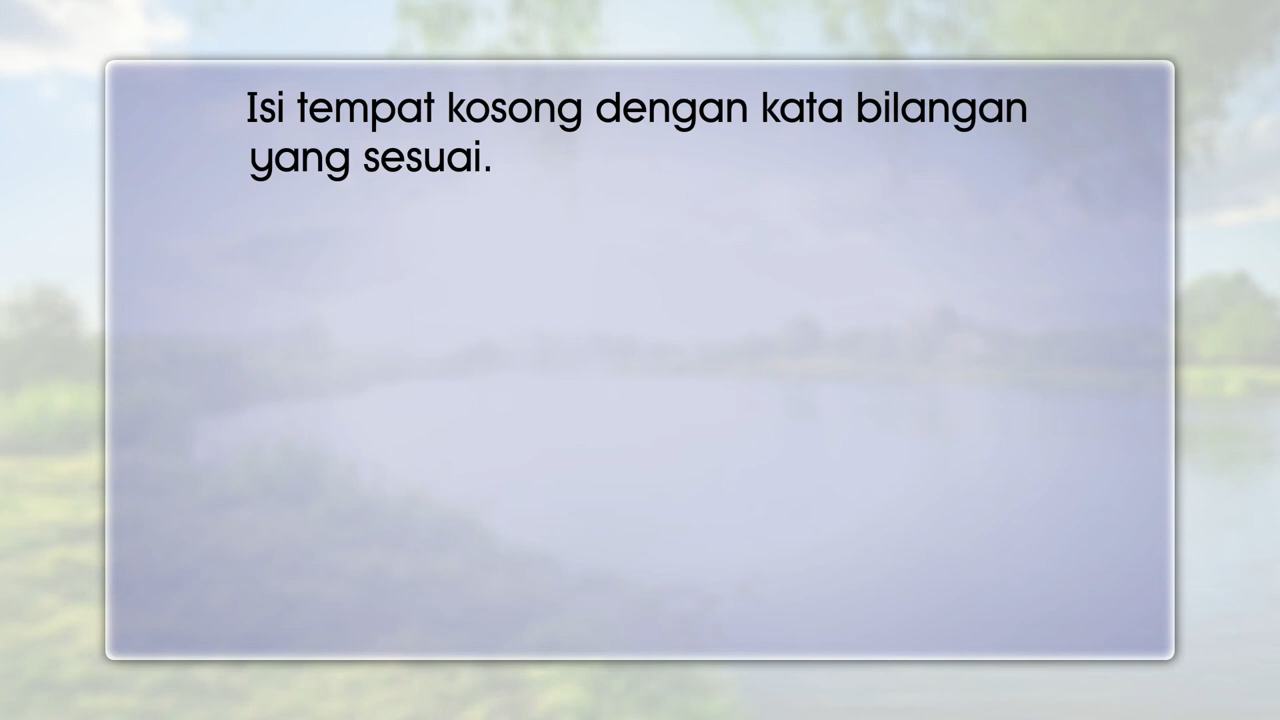 Isi tempat kosong dengan kata bilangan
yang sesuai.